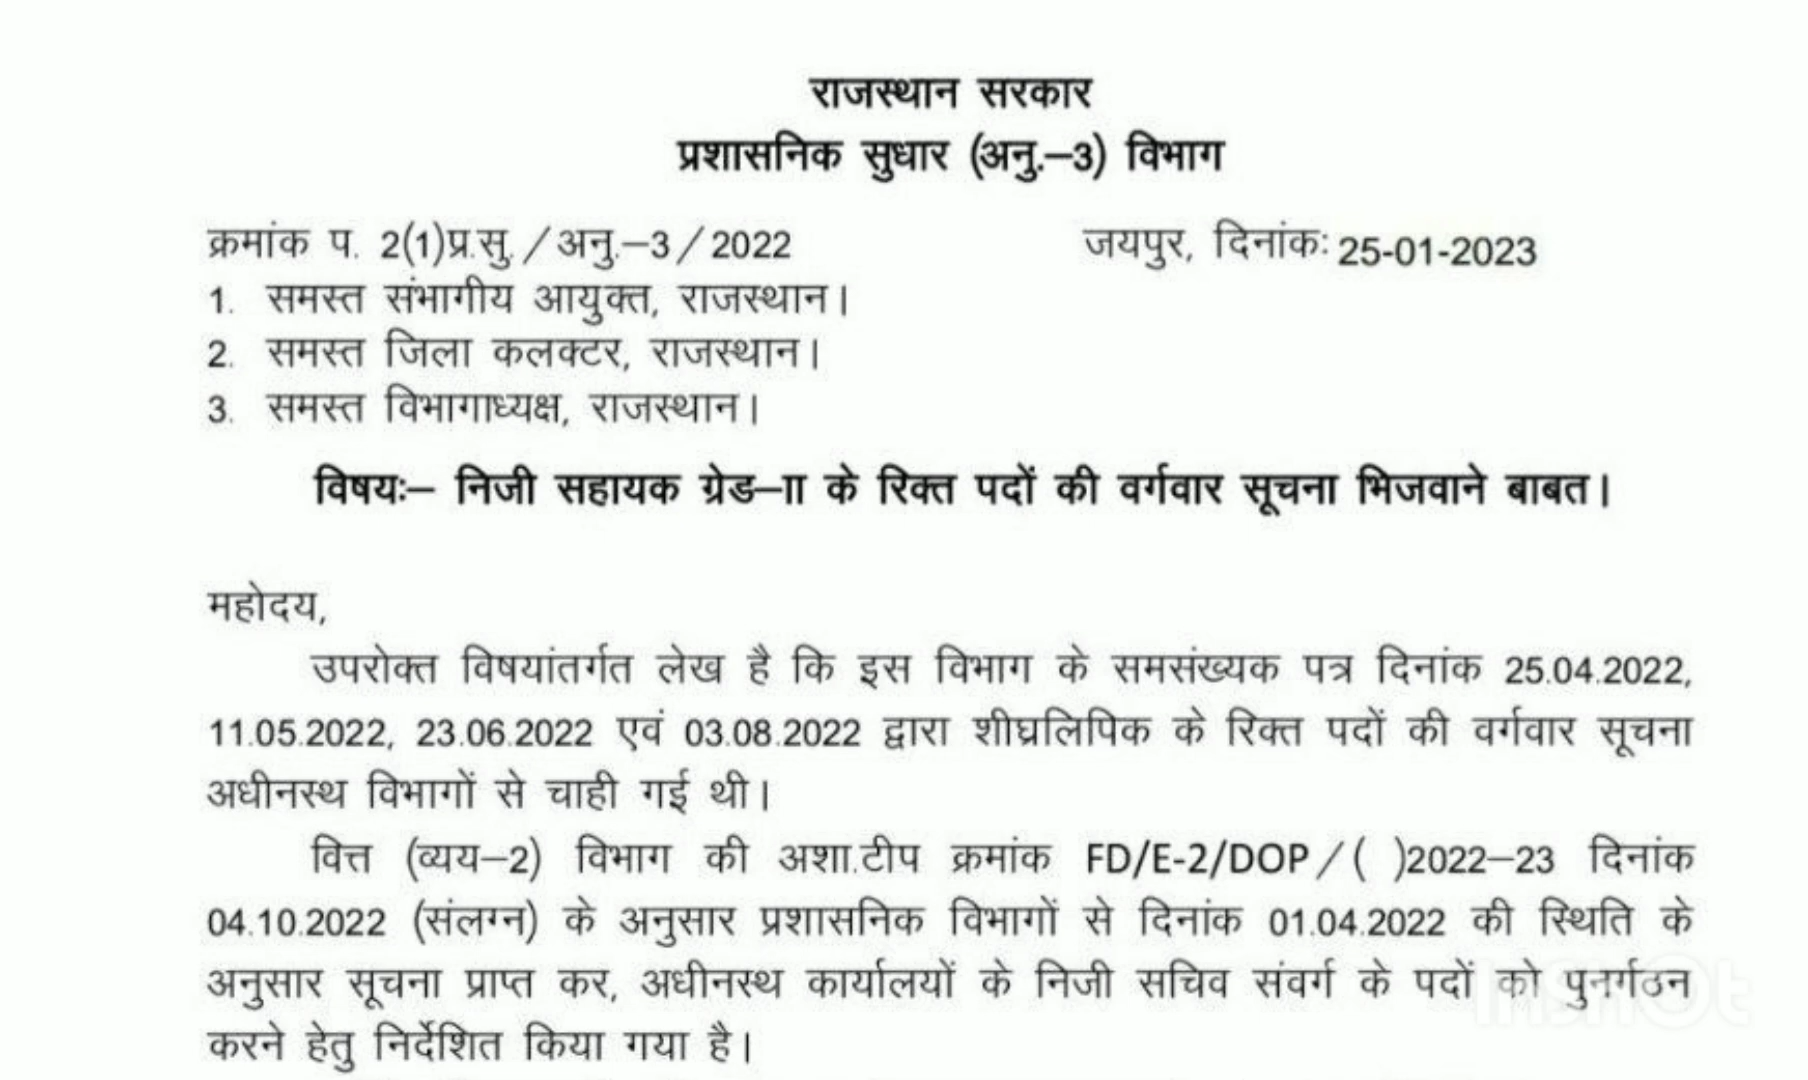 राजस्थान सरकार
प्रशासनिक सुधार (अनु.–3) विभाग
क्रमांक प. 2(1)प्र.सु./अनु.–3/2022 जयपुर, दिनांकः 25-01-2023
1. समस्त संभागीय आयुक्त, राजस्थान।
2. समस्त जिला कलक्टर, राजस्थान।
3. समस्त विभागाध्यक्ष, राजस्थान।
विषयः– निजी सहायक ग्रेड–II के रिक्त पदों की वर्गवार सूचना भिजवाने बाबत।
महोदय,
उपरोक्त विषयांतर्गत लेख है कि इस विभाग के समसंख्यक पत्र दिनांक 25.04.2022,
11.05.2022, 23.06.2022 एवं 03.08.2022 द्वारा शीघ्रलिपिक के रिक्त पदों की वर्गवार सूचना
अधीनस्थ विभागों से चाही गई थी।
वित्त (व्यय–2) विभाग की अशा.टीप क्रमांक FD/E-2/DOP/( )2022–23 दिनांक
04.10.2022 (संलग्न) के अनुसार प्रशासनिक विभागों से दिनांक 01.04.2022 की स्थिति के
अनुसार सूचना प्राप्त कर, अधीनस्थ कार्यालयों के निजी सचिव संवर्ग के पदों को पुनर्गठन
करने हेतु निर्देशित किया गया है।
InShOt